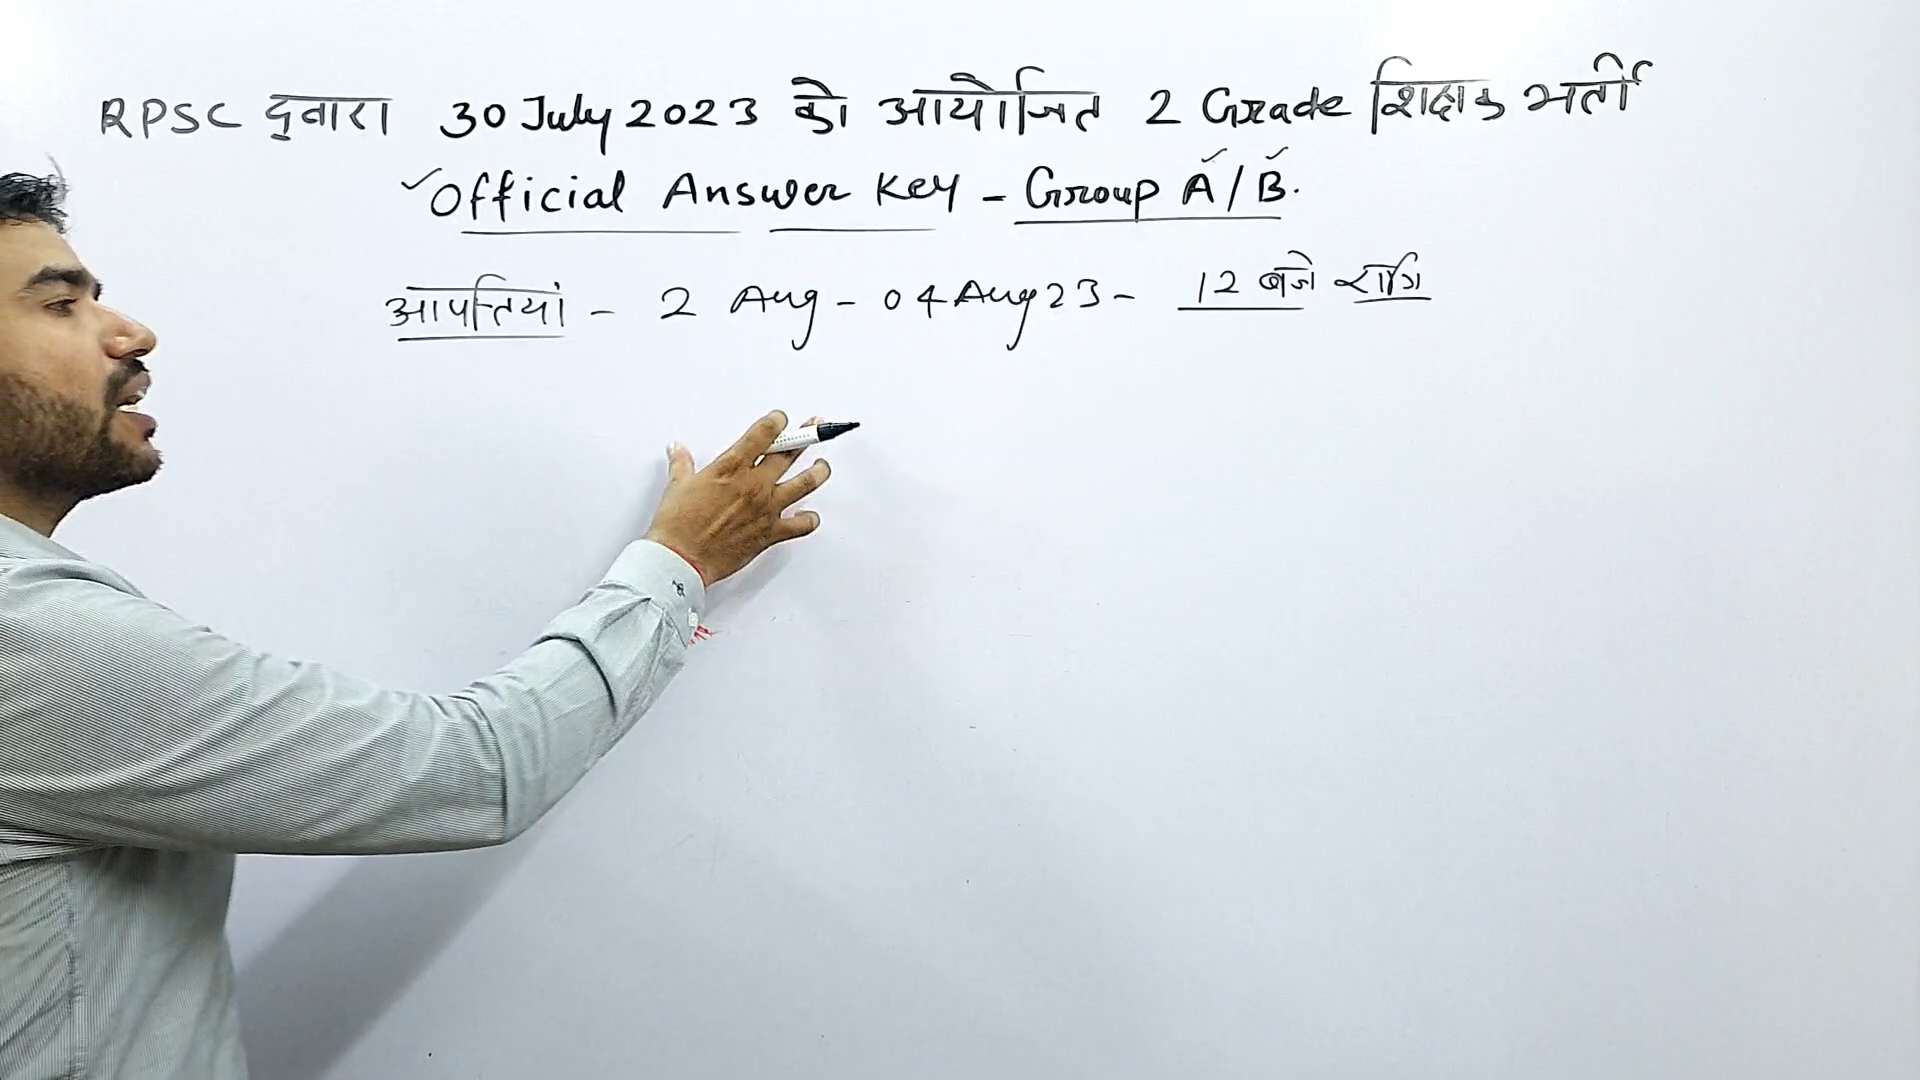 RPSC द्वारा 30 July 2023 को आयोजित 2 Grade शिक्षक भर्ती
✓Official Answer Key - Group A/B.
आपत्तियां - 2 Aug - 04 Aug 23 - 12 बजे रात्रि